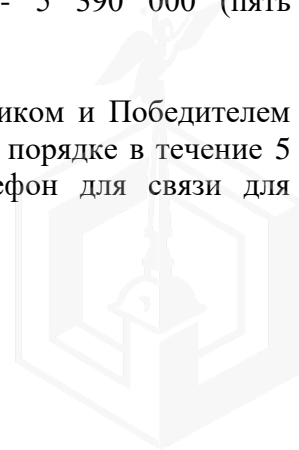 - 5 390 000 (пять
иком и Победителем
порядке в течение 5
ефон для связи для